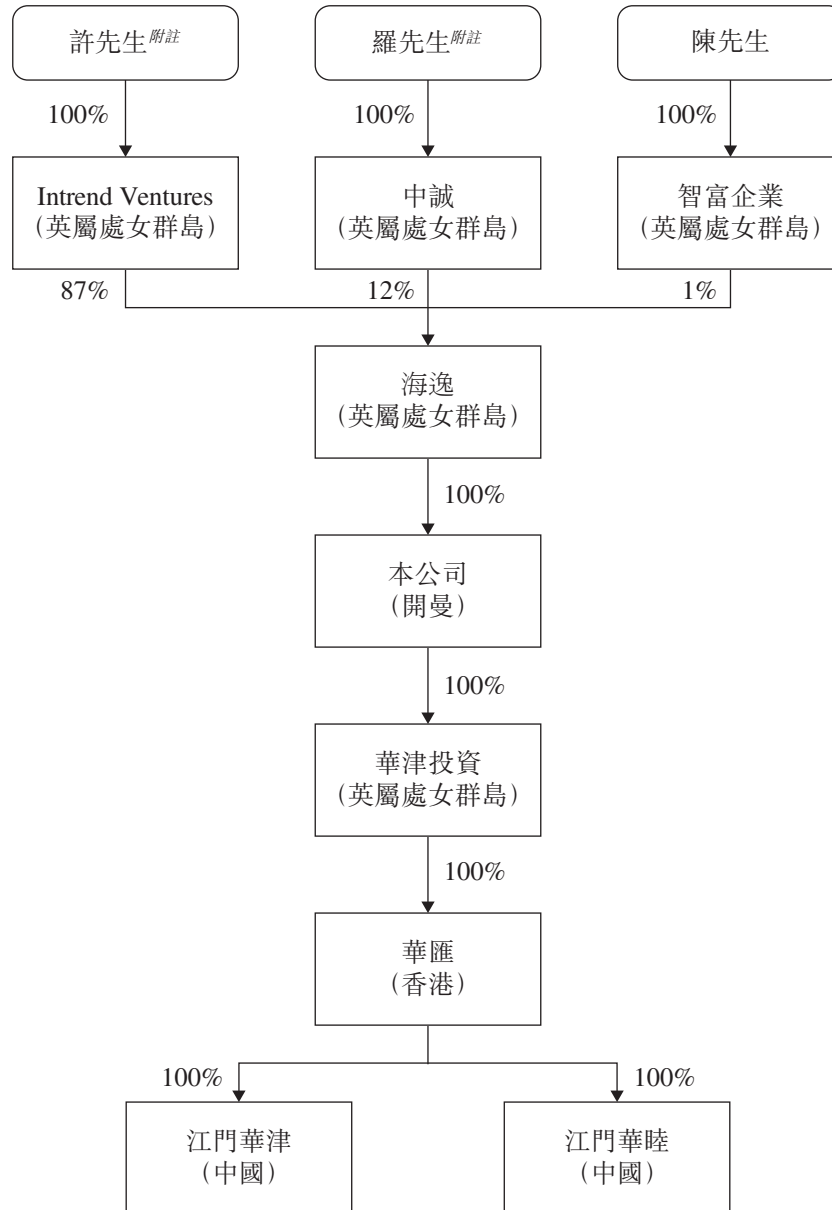 許先生附註
羅先生附註
陳先生
100%
100%
100%
Intrend Ventures
（英屬處女群島）
中誠
（英屬處女群島）
智富企業
（英屬處女群島）
87%
12%
1%
海逸
（英屬處女群島）
100%
本公司
（開曼）
100%
華津投資
（英屬處女群島）
100%
華匯
（香港）
100%
100%
江門華津
（中國）
江門華睦
（中國）